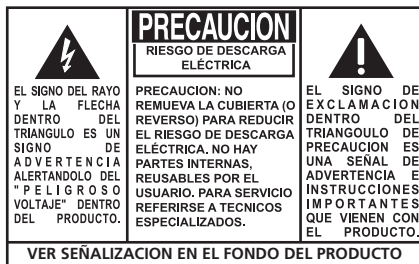 EL SIGNO DEL RAYO
Y LA FLECHA
DENTRO DEL
TRIANGULO ES UN
SIGNO DE
ADVERTENCIA
ALERTANDOLO DEL
"PELIGROSO
VOLTAJE" DENTRO
DEL PRODUCTO.
PRECAUCION
RIESGO DE DESCARGA
ELÉCTRICA
PRECAUCION: NO
REMUEVA LA CUBIERTA (O
REVERSO) PARA REDUCIR
EL RIESGO DE DESCARGA
ELÉCTRICA. NO HAY
PARTES INTERNAS,
REUSABLES POR EL
USUARIO. PARA SERVICIO
REFERIRSE A TECNICOS
ESPECIALIZADOS.
EL SIGNO DE
EXCLAMACION
DENTRO DEL
TRIANGOULO DE
PRECAUCION ES
UNA SEÑAL DE
ADVERTENCIA E
INSTRUCCIONES
IMPORTANTES
QUE VIENEN CON
EL PRODUCTO.
VER SEÑALIZACION EN EL FONDO DEL PRODUCTO